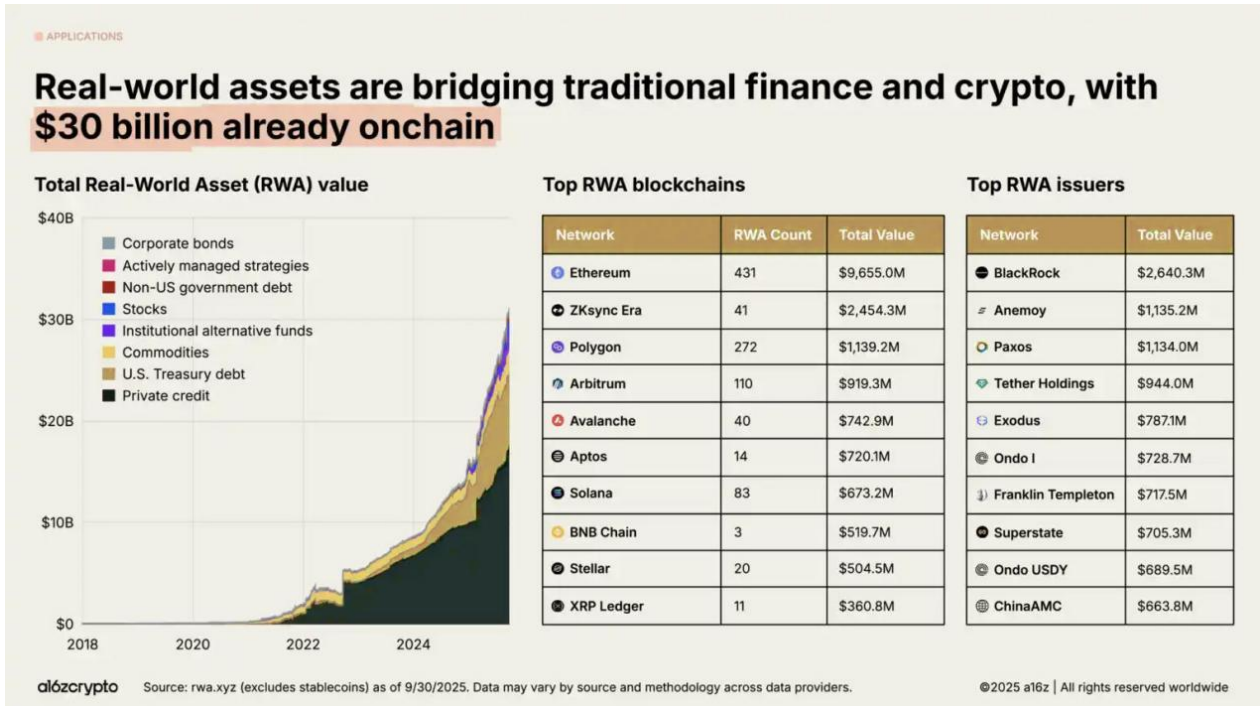 APPLICATIONS
Real-world assets are bridging traditional finance and crypto, with
$30 billion already onchain
Total Real-World Asset (RWA) value
$40B
$30B
$20B
$10B
$0
2018 2020 2022 2024
Corporate bonds
Actively managed strategies
Non-US government debt
Stocks
Institutional alternative funds
Commodities
U.S. Treasury debt
Private credit
Top RWA blockchains
Network RWA Count Total Value
Ethereum 431 $9,655.0M
ZKsync Era 41 $2,454.3M
Polygon 272 $1,139.2M
Arbitrum 110 $919.3M
Avalanche 40 $742.9M
Aptos 14 $720.1M
Solana 83 $673.2M
BNB Chain 3 $519.7M
Stellar 20 $504.5M
XRP Ledger 11 $360.8M
Top RWA issuers
Network Total Value
BlackRock $2,640.3M
Anemoy $1,135.2M
Paxos $1,134.0M
Tether Holdings $944.0M
Exodus $787.1M
Ondo I $728.7M
Franklin Templeton $717.5M
Superstate $705.3M
Ondo USDY $689.5M
ChinaAMC $663.8M
a16zcrypto
Source: rwa.xyz (excludes stablecoins) as of 9/30/2025. Data may vary by source and methodology across data providers.
©2025 a16z | All rights reserved worldwide